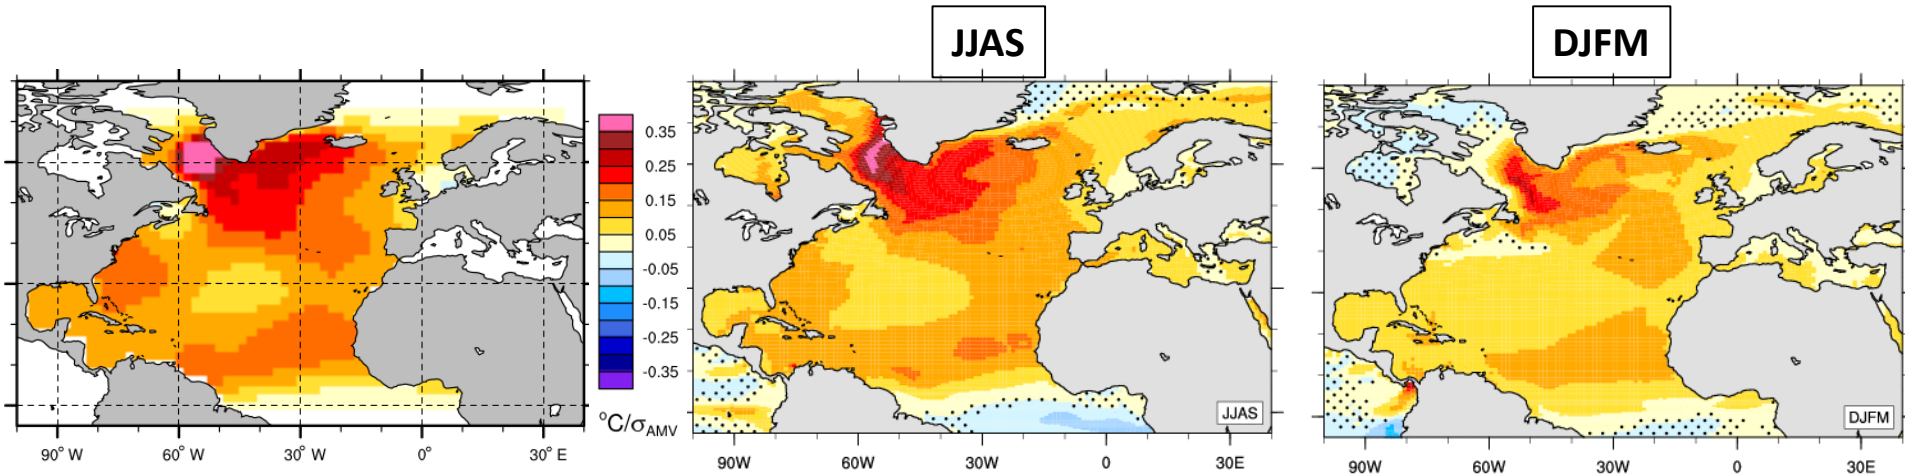 JJAS
DJFM
0.35
0.25
0.15
0.05
-0.05
-0.15
-0.25
-0.35
°C/σAMV
90° W
60° W
30° W
0°
30° E
JJAS
90W
60W
30W
0
30E
DJFM
90W
60W
30W
0
30E